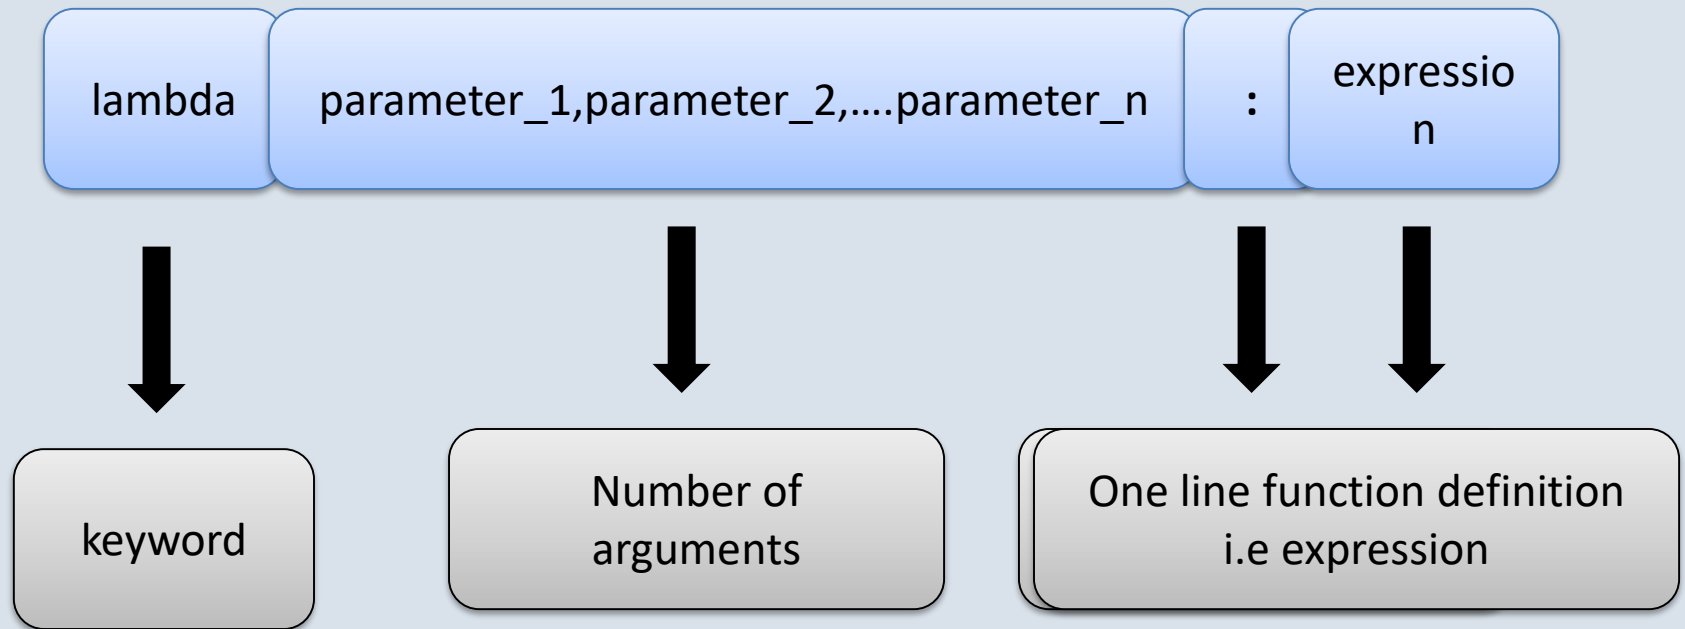 lambda
parameter_1,parameter_2,....parameter_n
:
expressio
n
keyword
Number of
arguments
One line function definition
i.e expression